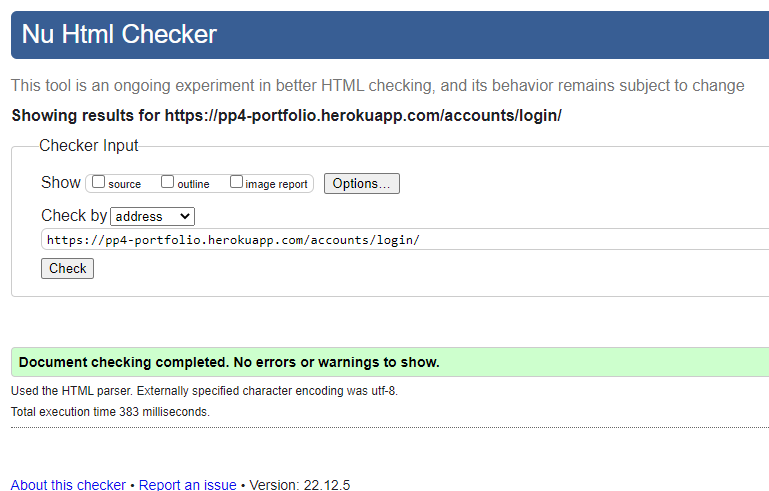 Nu Html Checker
This tool is an ongoing experiment in better HTML checking, and its behavior remains subject to change
Showing results for https://pp4-portfolio.herokuapp.com/accounts/login/
Checker Input
Show source outline image report Options...
Check by address
https://pp4-portfolio.herokuapp.com/accounts/login/
Check
Document checking completed. No errors or warnings to show.
Used the HTML parser. Externally specified character encoding was utf-8.
Total execution time 383 milliseconds.
About this checker • Report an issue • Version: 22.12.5